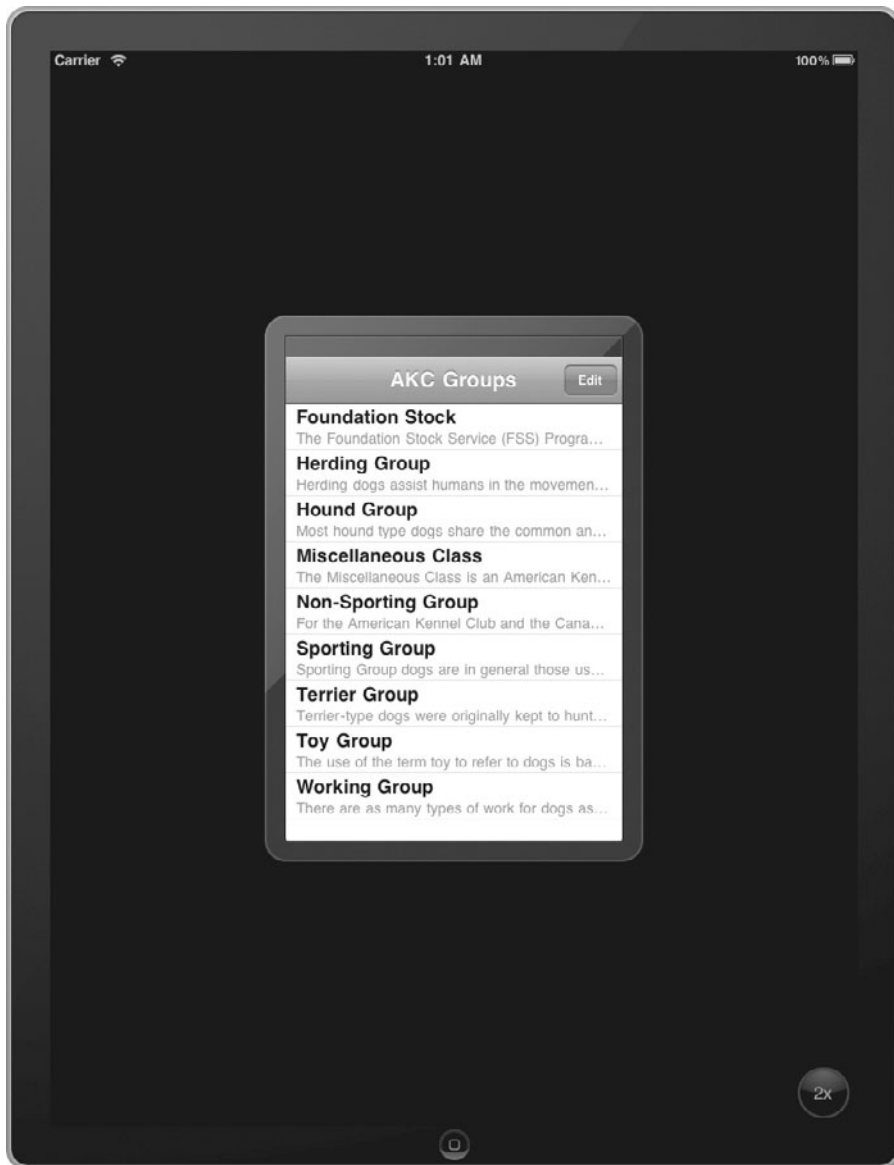 Carrier 1:01 AM 100%
AKC Groups Edit
Foundation Stock
The Foundation Stock Service (FSS) Progra...
Herding Group
Herding dogs assist humans in the movemen...
Hound Group
Most hound type dogs share the common an...
Miscellaneous Class
The Miscellaneous Class is an American Ken...
Non-Sporting Group
For the American Kennel Club and the Cana...
Sporting Group
Sporting Group dogs are in general those us...
Terrier Group
Terrier-type dogs were originally kept to hunt...
Toy Group
The use of the term toy to refer to dogs is ba...
Working Group
There are as many types of work for dogs as...
2x